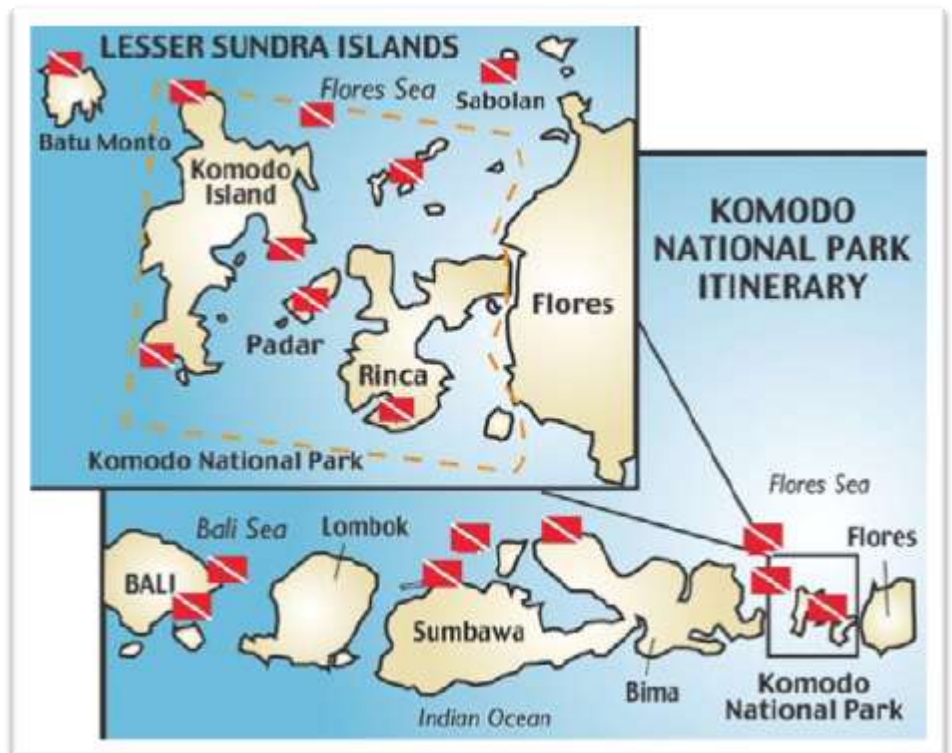 LESSER SUNDRA ISLANDS
Flores Sea
Sabolan
Batu Monto
Komodo
Island
Padar
Rinca
Flores
Komodo National Park
KOMODO
NATIONAL PARK
ITINERARY
Flores Sea
Bali Sea
Lombok
Flores
BALI
Sumbawa
Bima
Komodo
National Park
Indian Ocean